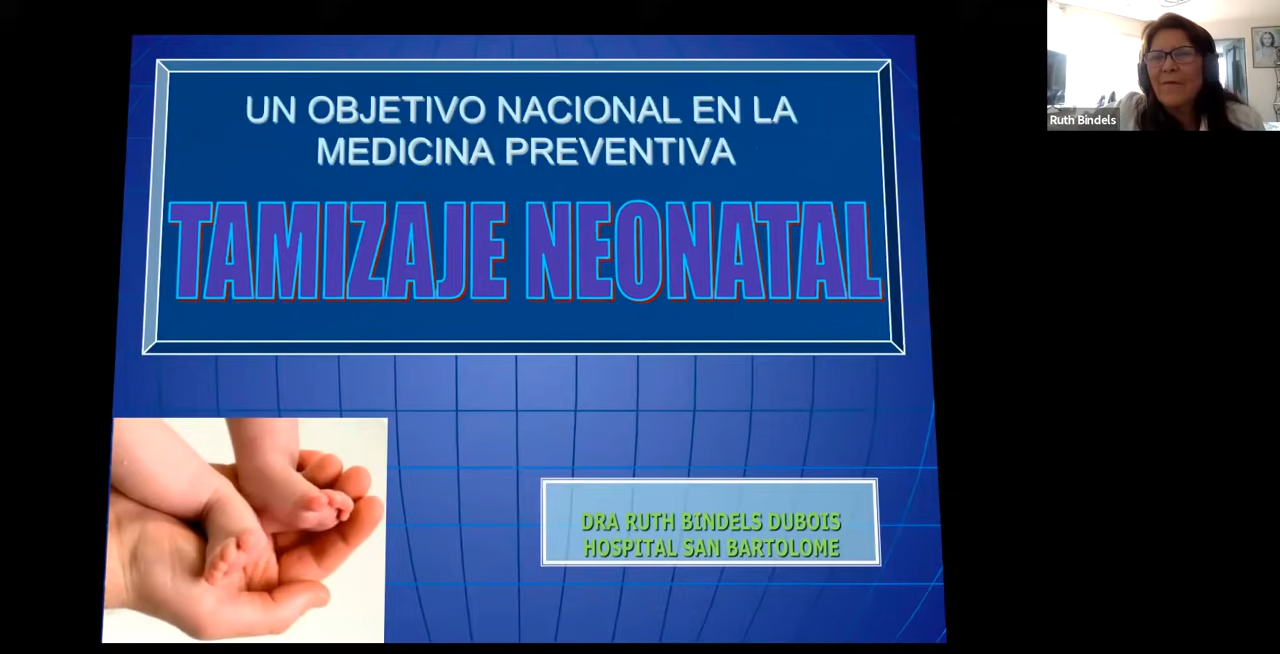 UN OBJETIVO NACIONAL EN LA
MEDICINA PREVENTIVA
TAMIZAJE NEONATAL
DRA RUTH BINDELS DUBOIS
HOSPITAL SAN BARTOLOME
Ruth Bindels